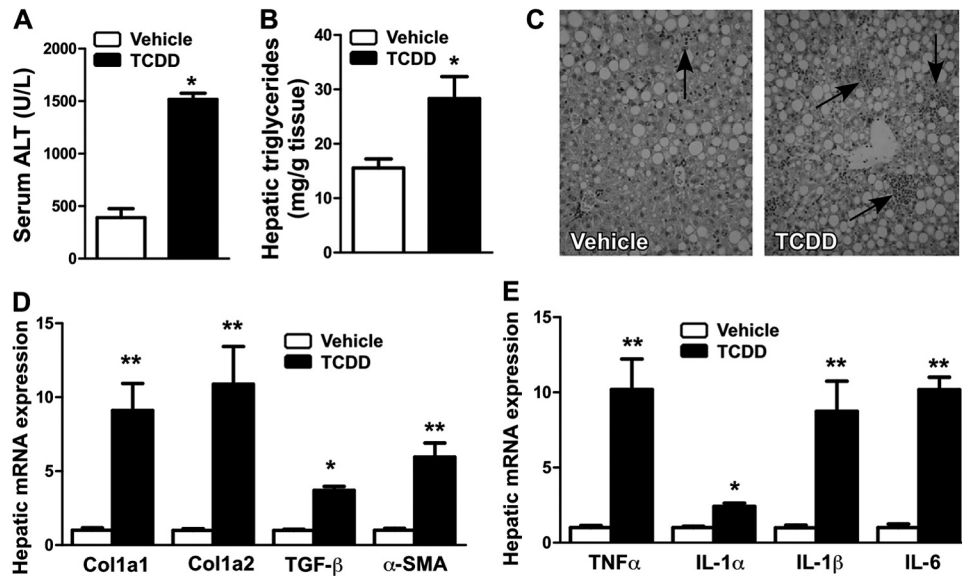 A
Vehicle
TCDD
Serum ALT (U/L)
2000
1500
1000
500
0
*
B
Vehicle
TCDD
Hepatic triglycerides
(mg/g tissue)
40
30
20
10
0
*
C
Vehicle
TCDD
D
Vehicle
TCDD
Hepatic mRNA expression
15
10
5
0
**
**
*
**
Col1a1 Col1a2 TGF-β α-SMA
E
Vehicle
TCDD
Hepatic mRNA expression
15
10
5
0
**
*
**
**
TNFα IL-1α IL-1β IL-6